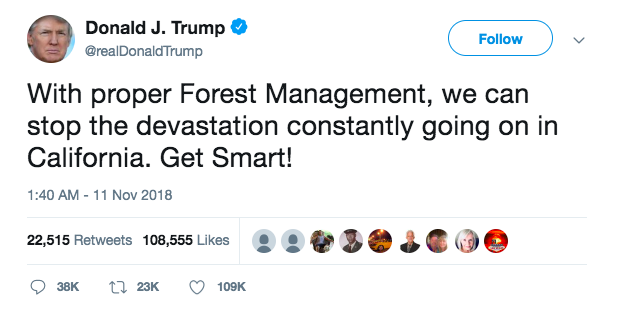 Donald J. Trump
@realDonaldTrump
Follow
With proper Forest Management, we can
stop the devastation constantly going on in
California. Get Smart!
1:40 AM - 11 Nov 2018
22,515 Retweets 108,555 Likes
38K 23K 109K